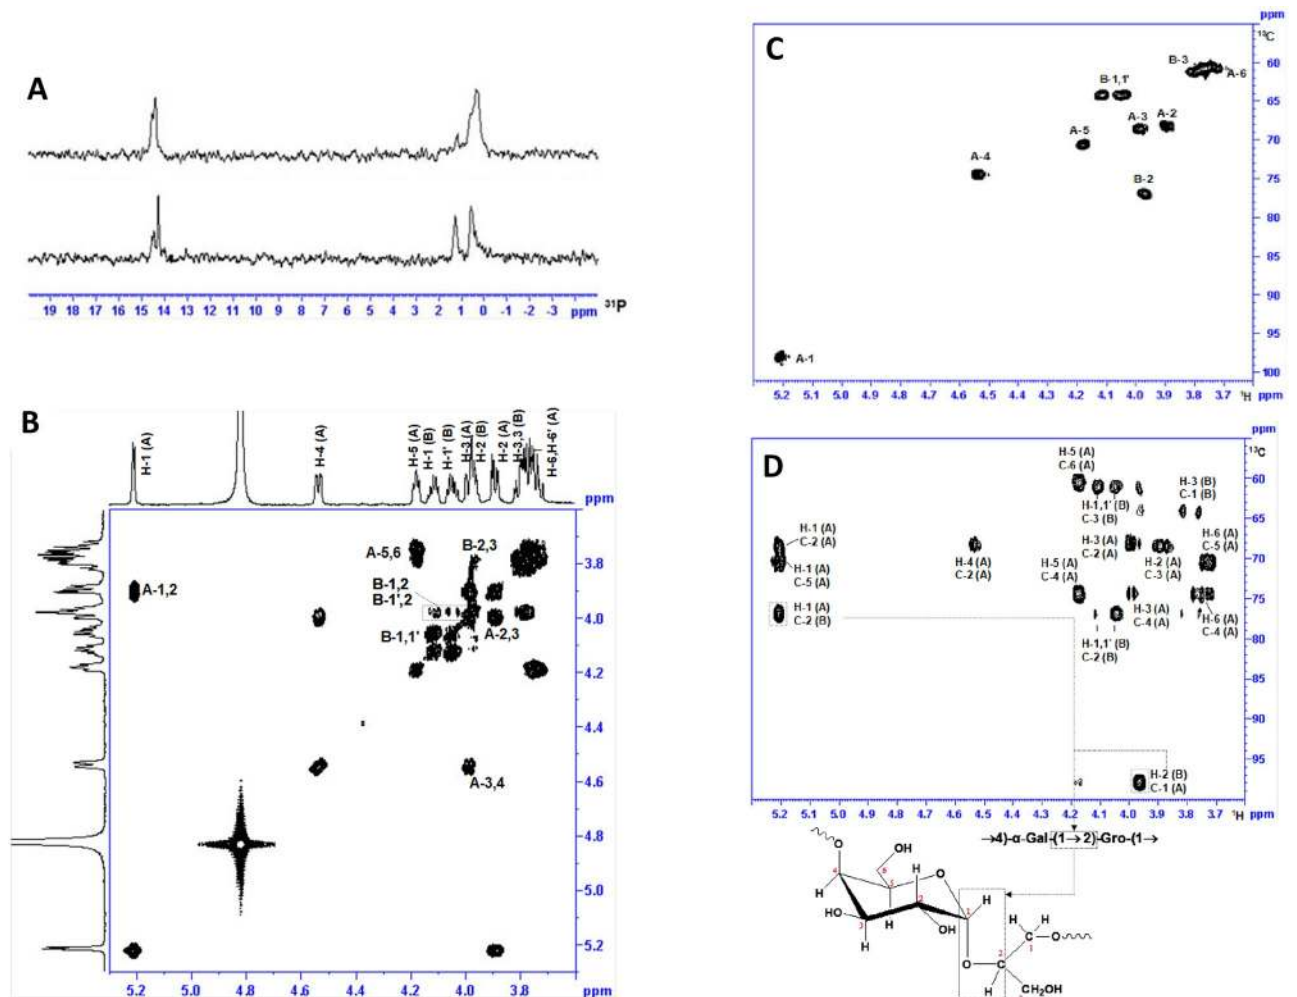 A
19 18 17 16 15 14 13 12 11 10 9 8 7 6 5 4 3 2 1 0 -1 -2 -3 ppm ³¹P
B
H-1 (A)
H-4 (A)
H-5 (A)
H-1 (B)
H-1' (B)
H-3 (A)
H-2 (B)
H-2 (A)
H-3,3 (B)
H-6,H-6' (A)
ppm
A-1,2
A-5,6
B-2,3
B-1,2
B-1',2
B-1,1'
A-2,3
A-3,4
3.8
4.0
4.2
4.4
4.6
4.8
5.0
5.2
5.2 5.0 4.8 4.6 4.4 4.2 4.0 3.8 ppm
C
ppm
¹³C
B-3
A-6
B-1,1'
A-3
A-2
A-5
A-4
B-2
A-1
60
65
70
75
80
85
90
95
100
5.2 5.1 5.0 4.9 4.8 4.7 4.6 4.5 4.4 4.3 4.2 4.1 4.0 3.9 3.8 3.7 ¹H ppm
D
ppm
¹³C
H-5 (A)
C-6 (A)
H-3 (B)
C-1 (B)
H-1,1' (B)
C-3 (B)
H-1 (A)
C-2 (A)
H-1 (A)
C-5 (A)
H-4 (A)
C-2 (A)
H-3 (A)
C-2 (A)
H-6 (A)
C-5 (A)
H-5 (A)
C-4 (A)
H-2 (A)
C-3 (A)
H-1 (A)
C-2 (B)
H-3 (A)
C-4 (A)
H-6 (A)
C-4 (A)
H-1,1' (B)
C-2 (B)
H-2 (B)
C-1 (A)
60
65
70
75
80
85
90
95
5.2 5.1 5.0 4.9 4.8 4.7 4.6 4.5 4.4 4.3 4.2 4.1 4.0 3.9 3.8 3.7 ¹H ppm
→4)-α-Gal-(1→2)-Gro-(1→
O
OH
6
4
H
5
H
O
2
1
H
HO
3
H
H
OH
O
H
H
C
1
O
2
C
H
CH₂OH